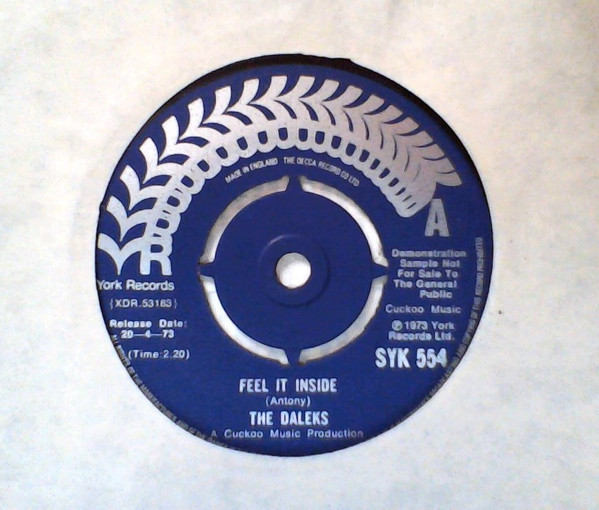 MADE IN ENGLAND THE DECCA RECORD CO LTD
A
YR
York Records
(XDR.53163)
Release Date:
20-4-73
(Time:2.20)
Demonstration
Sample Not
For Sale To
The General
Public
Cuckoo Music
℗ 1973 York
Records Ltd.
SYK 554
FEEL IT INSIDE
(Antony)
THE DALEKS
A Cuckoo Music Production